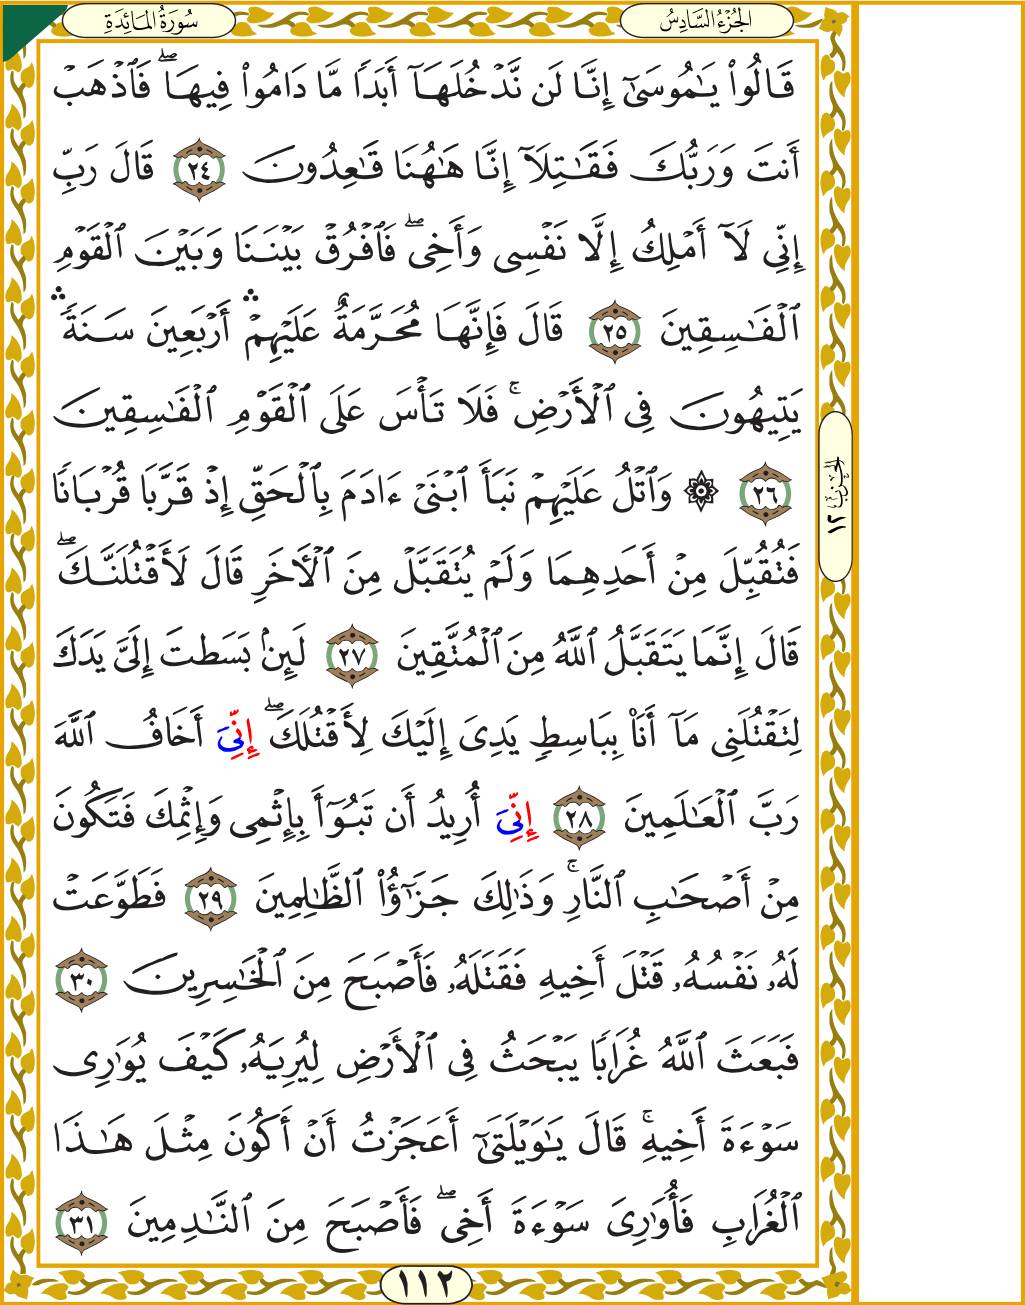 الجُزْءُ السَّادِسُ
سُورَةُ المَائِدَةِ
قَالُوا۟ يَـٰمُوسَىٰٓ إِنَّا لَن نَّدْخُلَهَآ أَبَدًا مَّا دَامُوا۟ فِيهَا ۖ فَٱذْهَبْ
أَنتَ وَرَبُّكَ فَقَـٰتِلَآ إِنَّا هَـٰهُنَا قَـٰعِدُونَ ٢٤ قَالَ رَبِّ
إِنِّى لَآ أَمْلِكُ إِلَّا نَفْسِى وَأَخِى ۖ فَٱفْرُقْ بَيْنَنَا وَبَيْنَ ٱلْقَوْمِ
ٱلْفَـٰسِقِينَ ٢٥ قَالَ فَإِنَّهَا مُحَرَّمَةٌ عَلَيْهِمْ ۛ أَرْبَعِينَ سَنَةً ۛ
يَتِيهُونَ فِى ٱلْأَرْضِ ۚ فَلَا تَأْسَ عَلَى ٱلْقَوْمِ ٱلْفَـٰسِقِينَ
٢٦ ۞ وَٱتْلُ عَلَيْهِمْ نَبَأَ ٱبْنَىْ ءَادَمَ بِٱلْحَقِّ إِذْ قَرَّبَا قُرْبَانًا
فَتُقُبِّلَ مِنْ أَحَدِهِمَا وَلَمْ يُتَقَبَّلْ مِنَ ٱلْـَٔاخَرِ قَالَ لَأَقْتُلَنَّكَ ۖ
قَالَ إِنَّمَا يَتَقَبَّلُ ٱللَّهُ مِنَ ٱلْمُتَّقِينَ ٢٧ لَئِنۢ بَسَطتَ إِلَىَّ يَدَكَ
لِتَقْتُلَنِى مَآ أَنَا۠ بِبَاسِطٍ يَدِىَ إِلَيْكَ لِأَقْتُلَكَ ۖ إِنِّىَ أَخَافُ ٱللَّهَ
رَبَّ ٱلْعَـٰلَمِينَ ٢٨ إِنِّىَ أُرِيدُ أَن تَبُوٓأَ بِإِثْمِى وَإِثْمِكَ فَتَكُونَ
مِنْ أَصْحَـٰبِ ٱلنَّارِ ۚ وَذَٰلِكَ جَزَٰٓؤُا۟ ٱلظَّـٰلِمِينَ ٢٩ فَطَوَّعَتْ
لَهُۥ نَفْسُهُۥ قَتْلَ أَخِيهِ فَقَتَلَهُۥ فَأَصْبَحَ مِنَ ٱلْخَـٰسِرِينَ ٣٠
فَبَعَثَ ٱللَّهُ غُرَابًا يَبْحَثُ فِى ٱلْأَرْضِ لِيُرِيَهُۥ كَيْفَ يُوَٰرِى
سَوْءَةَ أَخِيهِ ۚ قَالَ يَـٰوَيْلَتَىٰٓ أَعَجَزْتُ أَنْ أَكُونَ مِثْلَ هَـٰذَا
ٱلْغُرَابِ فَأُوَٰرِىَ سَوْءَةَ أَخِى ۖ فَأَصْبَحَ مِنَ ٱلنَّـٰدِمِينَ ٣١
الحزب ١٢
١١٢